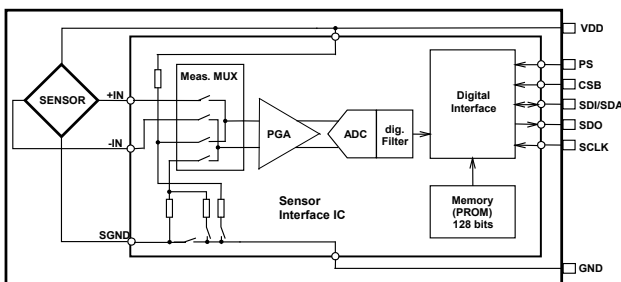 VDD
PS
CSB
SDI/SDA
SDO
SCLK
GND
SENSOR
+IN
-IN
SGND
Meas. MUX
PGA
ADC
dig.
Filter
Digital
Interface
Memory
(PROM)
128 bits
Sensor
Interface IC